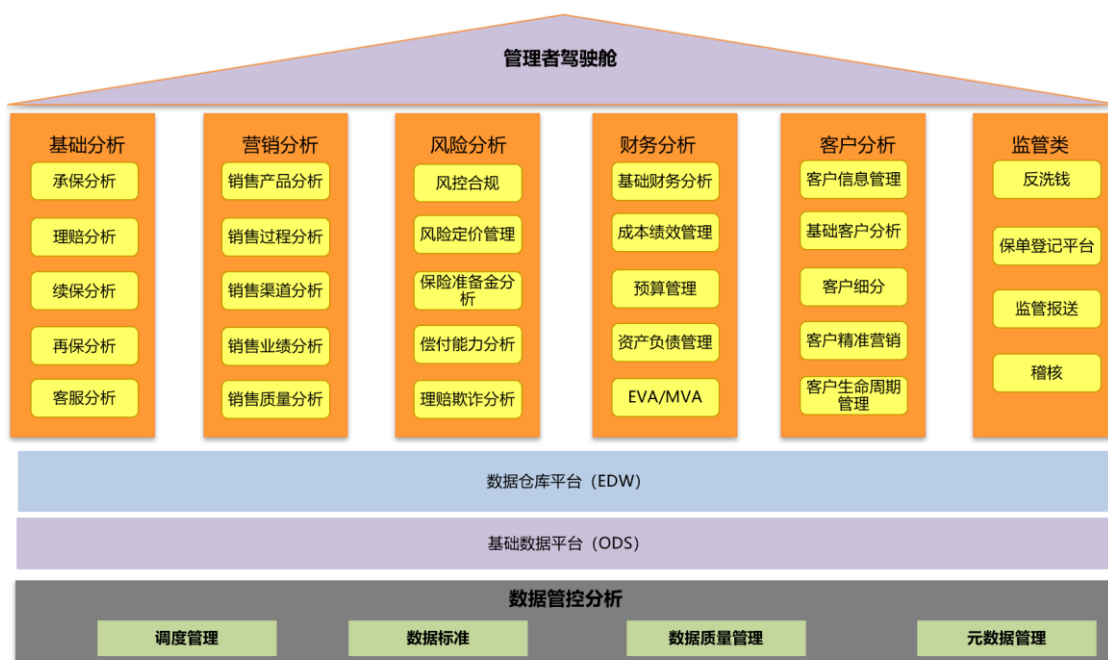 管理者驾驶舱
基础分析
承保分析
理赔分析
续保分析
再保分析
客服分析
营销分析
销售产品分析
销售过程分析
销售渠道分析
销售业绩分析
销售质量分析
风险分析
风控合规
风险定价管理
保险准备金分
析
偿付能力分析
理赔欺诈分析
财务分析
基础财务分析
成本绩效管理
预算管理
资产负债管理
EVA/MVA
客户分析
客户信息管理
基础客户分析
客户细分
客户精准营销
客户生命周期
管理
监管类
反洗钱
保单登记平台
监管报送
稽核
数据仓库平台（EDW）
基础数据平台（ODS）
数据管控分析
调度管理
数据标准
数据质量管理
元数据管理